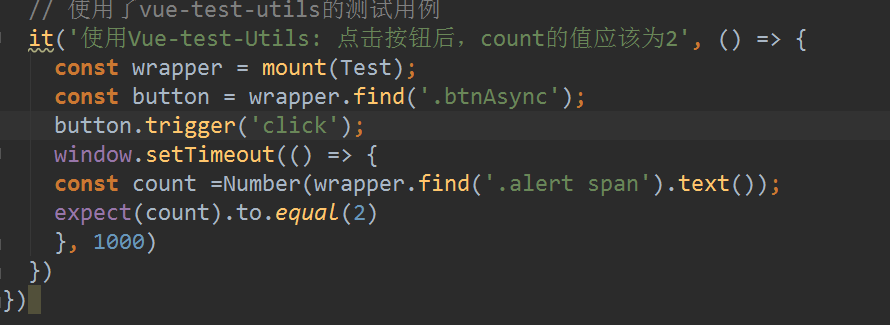 // 使用了vue-test-utils的测试用例
it('使用Vue-test-Utils: 点击按钮后，count的值应该为2', () => {
const wrapper = mount(Test);
const button = wrapper.find('.btnAsync');
button.trigger('click');
window.setTimeout(() => {
const count =Number(wrapper.find('.alert span').text());
expect(count).to.equal(2)
}, 1000)
})
})